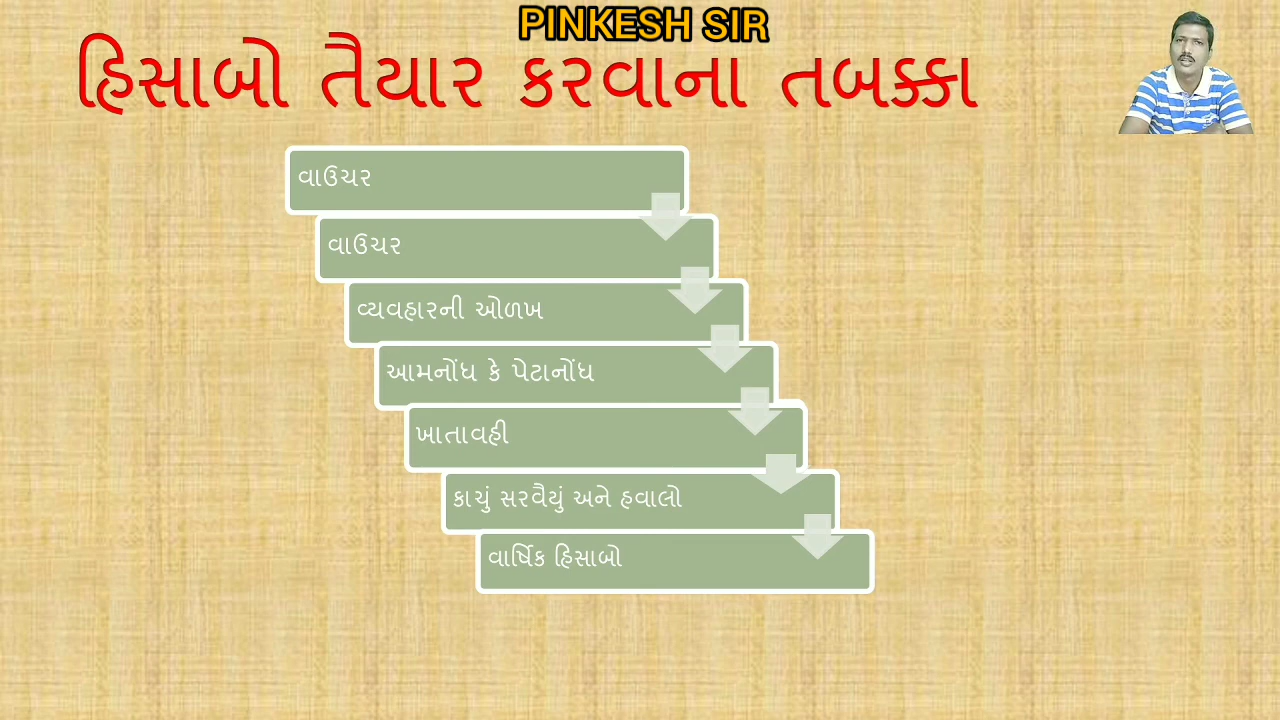 PINKESH SIR
હિસાબો તૈયાર કરવાના તબક્કા
વાઉચર
વાઉચર
વ્યવહારની ઓળખ
આમનોંધ કે પેટાનોંધ
ખાતાવહી
કાચું સરવૈયું અને હવાલો
વાર્ષિક હિસાબો